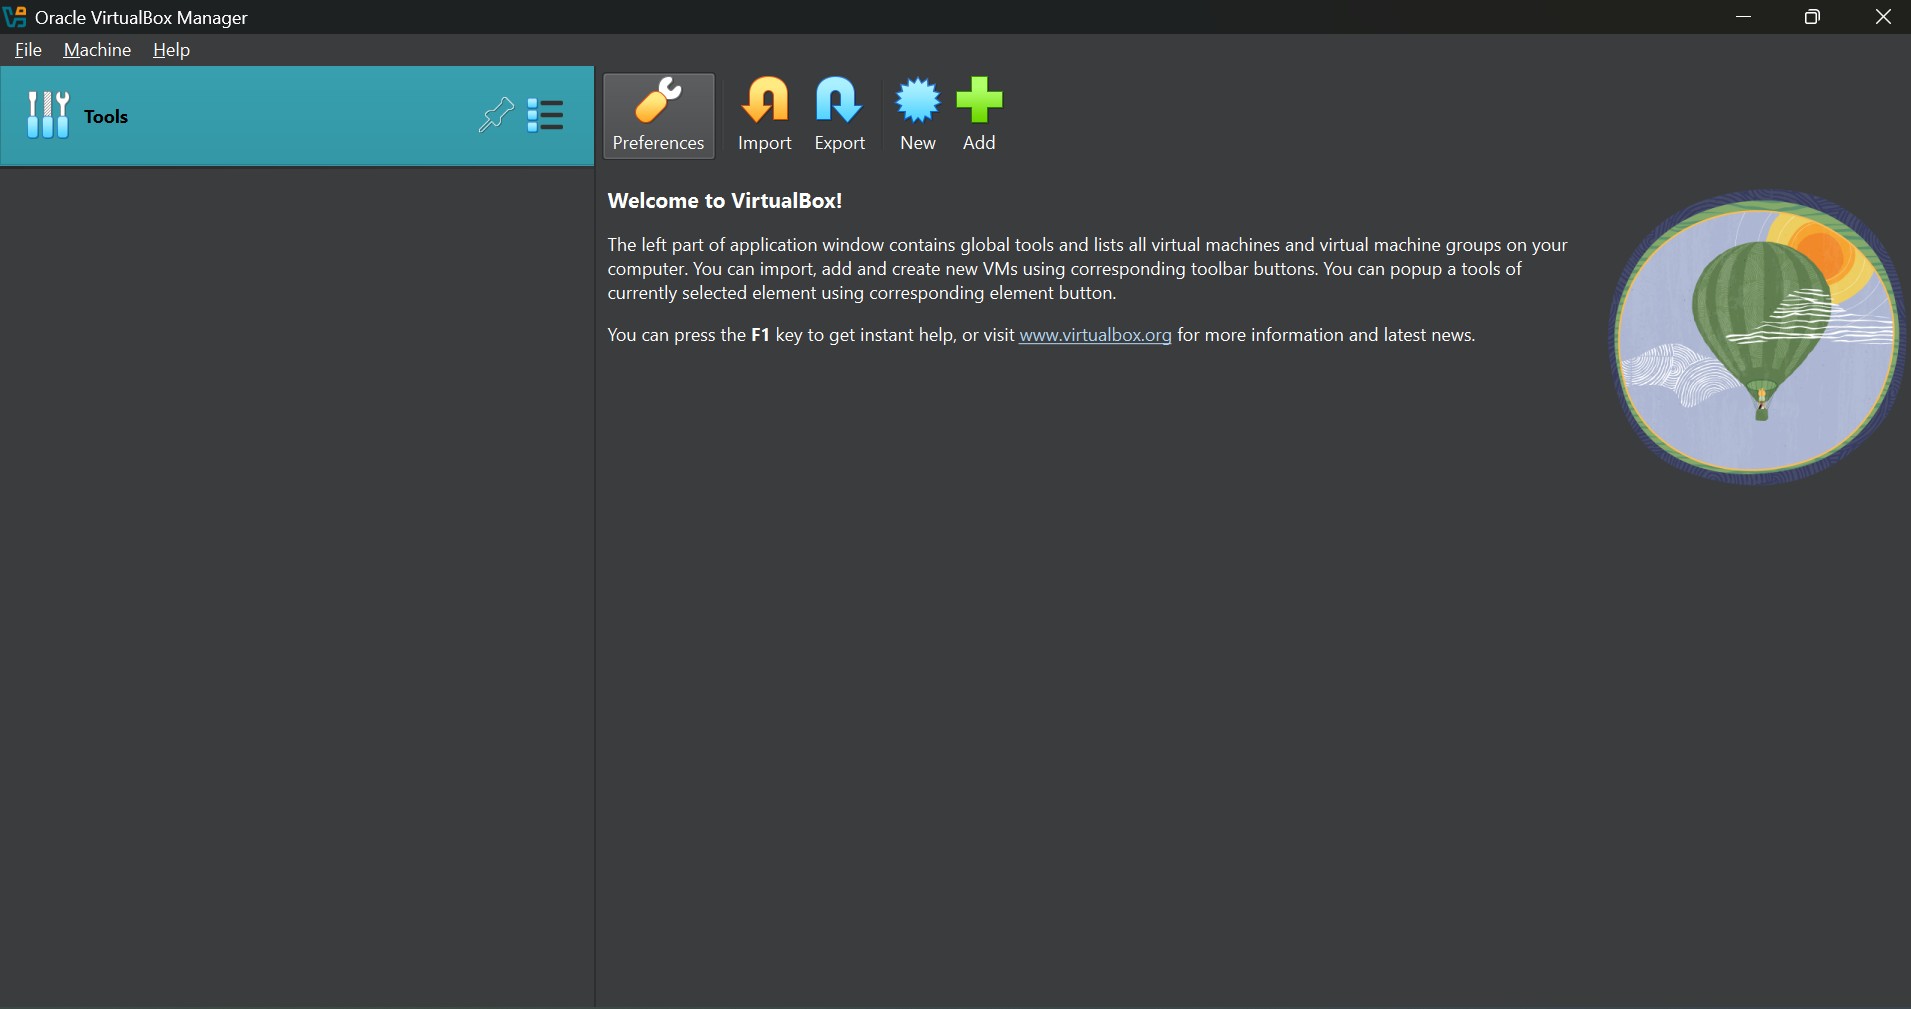 Oracle VirtualBox Manager
File Machine Help
Tools
Preferences Import Export New Add
Welcome to VirtualBox!
The left part of application window contains global tools and lists all virtual machines and virtual machine groups on your
computer. You can import, add and create new VMs using corresponding toolbar buttons. You can popup a tools of
currently selected element using corresponding element button.
You can press the F1 key to get instant help, or visit www.virtualbox.org for more information and latest news.